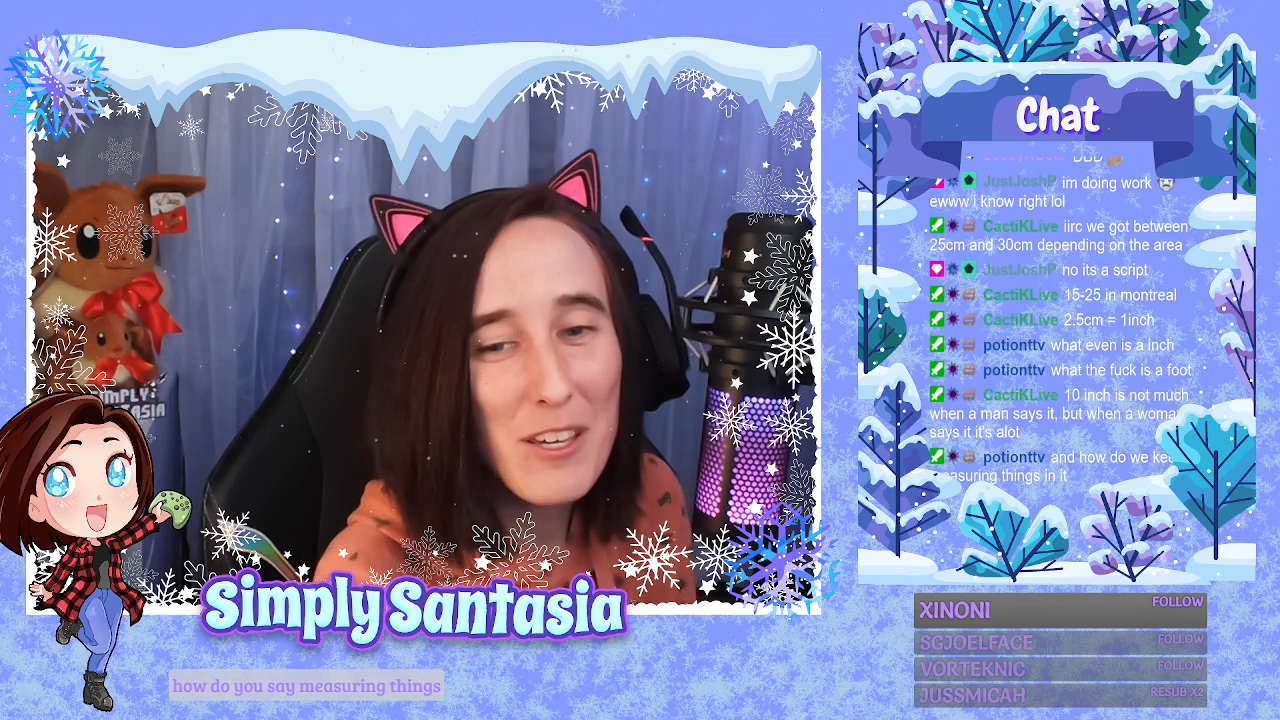 Chat
DDD
JustJoshP im doing work
ewww i know right lol
CactiKLive iirc we got between
25cm and 30cm depending on the area
JustJoshP no its a script
CactiKLive 15-25 in montreal
CactiKLive 2.5cm = 1inch
potionttv what even is a inch
potionttv what the fuck is a foot
CactiKLive 10 inch is not much
when a man says it, but when a woma
says it it's alot
potionttv and how do we
easuring things in it
Simply Santasia
how do you say measuring things
XINONI FOLLOW
SGJOELFACE FOLLOW
VORTEKNIC FOLLOW
JUSSMICAH RESUB X2